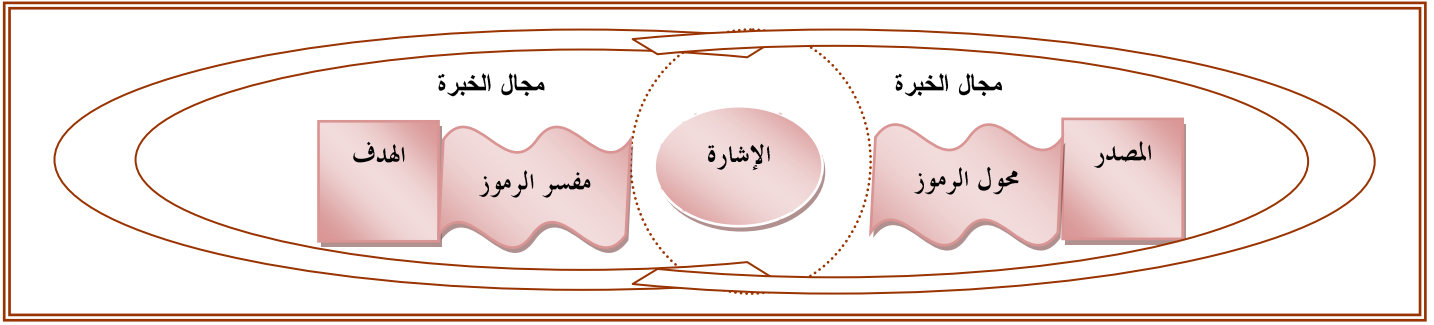 مجال الخبرة
مجال الخبرة
المصدر
محول الرموز
الإشارة
مفسر الرموز
الهدف